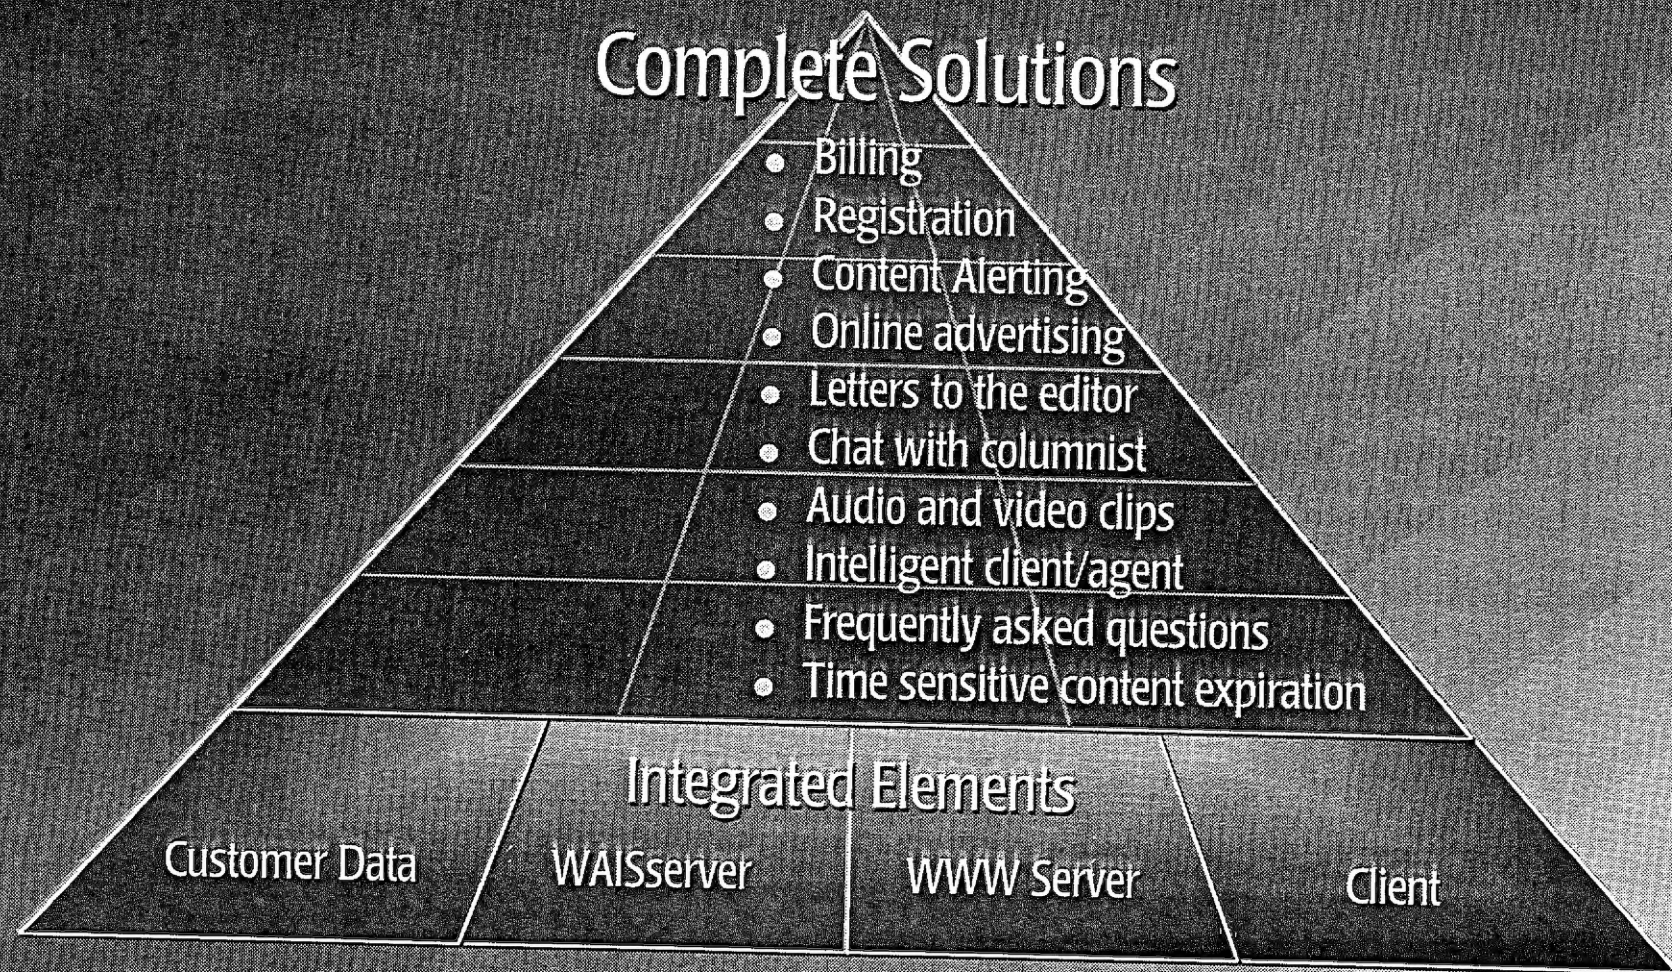 Complete Solutions
• Billing
• Registration
• Content Alerting
• Online advertising
• Letters to the editor
• Chat with columnist
• Audio and video clips
• Intelligent client/agent
• Frequently asked questions
• Time sensitive content expiration
Integrated Elements
Customer Data WAISserver WWW Server Client